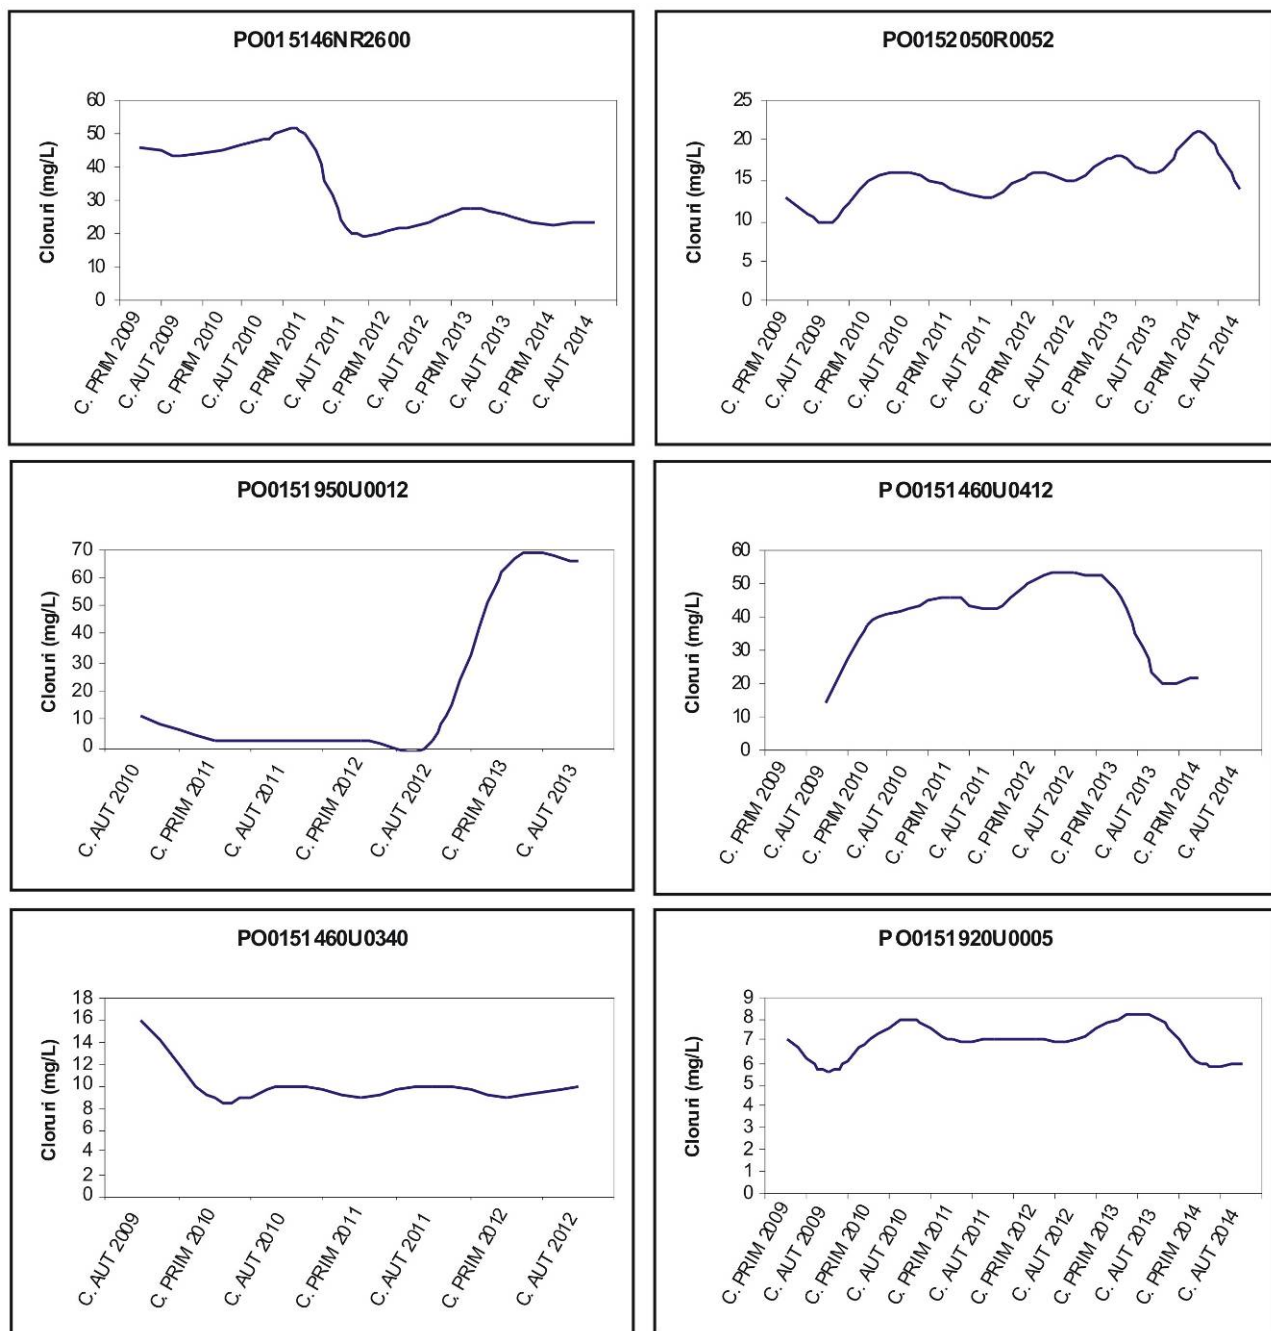 PO015146NR2600
Cloruri (mg/L)
60
50
40
30
20
10
0
C. PRIM 2009
C. AUT 2009
C. PRIM 2010
C. AUT 2010
C. PRIM 2011
C. AUT 2011
C. PRIM 2012
C. AUT 2012
C. PRIM 2013
C. AUT 2013
C. PRIM 2014
C. AUT 2014
PO0152050R0052
Cloruri (mg/L)
25
20
15
10
5
0
C. PRIM 2009
C. AUT 2009
C. PRIM 2010
C. AUT 2010
C. PRIM 2011
C. AUT 2011
C. PRIM 2012
C. AUT 2012
C. PRIM 2013
C. AUT 2013
C. PRIM 2014
C. AUT 2014
PO0151950U0012
Cloruri (mg/L)
70
60
50
40
30
20
10
0
C. AUT 2010
C. PRIM 2011
C. AUT 2011
C. PRIM 2012
C. AUT 2012
C. PRIM 2013
C. AUT 2013
PO0151460U0412
Cloruri (mg/L)
60
50
40
30
20
10
0
C. PRIM 2009
C. AUT 2009
C. PRIM 2010
C. AUT 2010
C. PRIM 2011
C. AUT 2011
C. PRIM 2012
C. AUT 2012
C. PRIM 2013
C. AUT 2013
C. PRIM 2014
C. AUT 2014
PO0151460U0340
Cloruri (mg/L)
18
16
14
12
10
8
6
4
2
0
C. AUT 2009
C. PRIM 2010
C. AUT 2010
C. PRIM 2011
C. AUT 2011
C. PRIM 2012
C. AUT 2012
PO0151920U0005
Cloruri (mg/L)
9
8
7
6
5
4
3
2
1
0
C. PRIM 2009
C. AUT 2009
C. PRIM 2010
C. AUT 2010
C. PRIM 2011
C. AUT 2011
C. PRIM 2012
C. AUT 2012
C. PRIM 2013
C. AUT 2013
C. PRIM 2014
C. AUT 2014